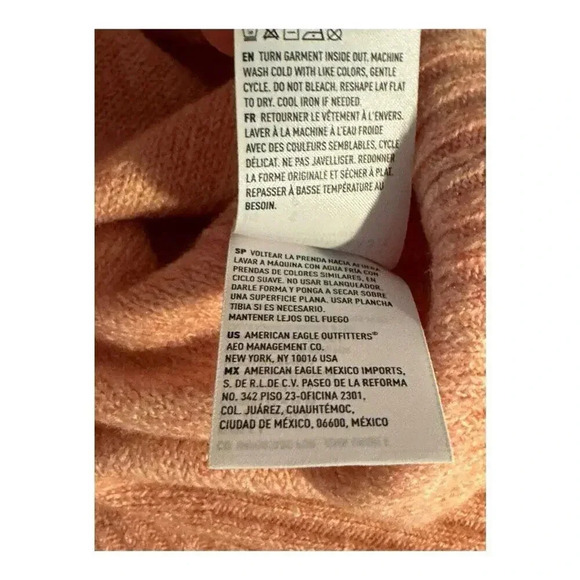 EN TURN GARMENT INSIDE OUT. MACHINE
WASH COLD WITH LIKE COLORS, GENTLE
CYCLE. DO NOT BLEACH. RESHAPE LAY FLAT
TO DRY. COOL IRON IF NEEDED.
FR RETOURNER LE VÊTEMENT À L'ENVERS.
LAVER À LA MACHINE À L'EAU FROIDE
AVEC DES COULEURS SEMBLABLES, CYCLE
DÉLICAT. NE PAS JAVELLISER. REDONNER
LA FORME ORIGINALE ET SÉCHER À PLAT.
REPASSER À BASSE TEMPÉRATURE AU
BESOIN.
SP VOLTEAR LA PRENDA HACIA AFUERA
LAVAR A MÁQUINA CON AGUA FRÍA CON
PRENDAS DE COLORES SIMILARES, EN
CICLO SUAVE. NO USAR BLANQUEADOR
DARLE FORMA Y PONGA A SECAR SOBRE
UNA SUPERFICIE PLANA. USAR PLANCHA
TIBIA SI ES NECESARIO.
MANTENER LEJOS DEL FUEGO
US AMERICAN EAGLE OUTFITTERS®
AEO MANAGEMENT CO.
NEW YORK, NY 10016 USA
MX AMERICAN EAGLE MEXICO IMPORTS,
S. DE R.L.DE C.V. PASEO DE LA REFORMA
NO. 342 PISO 23-OFICINA 2301,
COL. JUÁREZ, CUAUHTÉMOC,
CIUDAD DE MÉXICO, 06600, MÉXICO